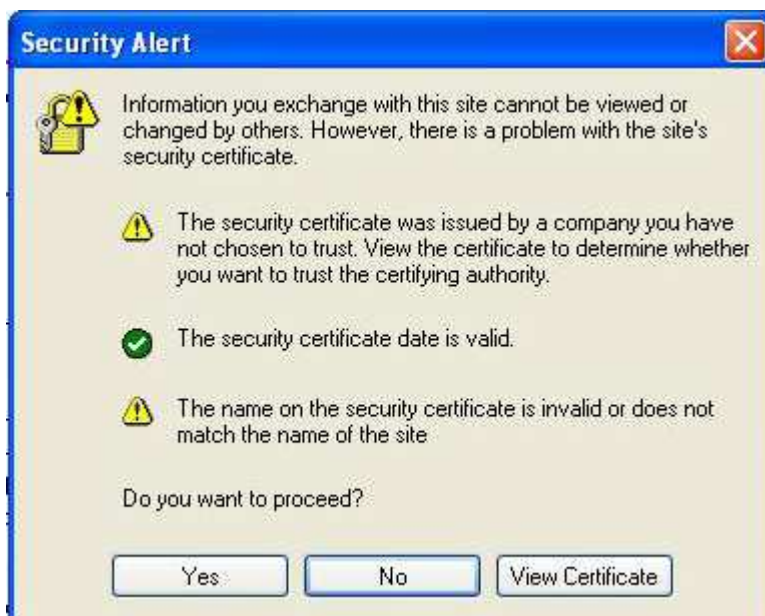 Security Alert
Information you exchange with this site cannot be viewed or
changed by others. However, there is a problem with the site's
security certificate.
The security certificate was issued by a company you have
not chosen to trust. View the certificate to determine whether
you want to trust the certifying authority.
The security certificate date is valid.
The name on the security certificate is invalid or does not
match the name of the site
Do you want to proceed?
Yes No View Certificate